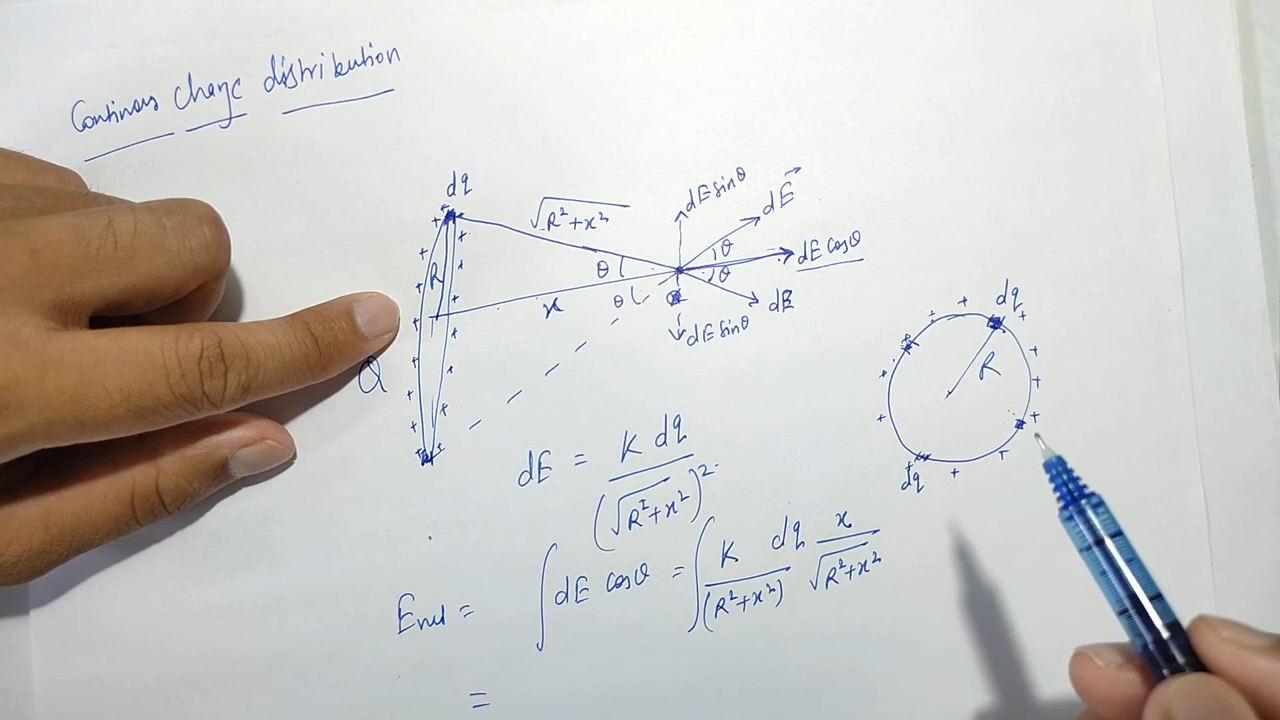 Continous charge distribution
dq
√R²+x²
dE sinθ
dE⃗
θ
θ
dE cosθ
R
θ
θ
x
dE
dE sinθ
Q
dq
R
dq
dE = K dq / (√R²+x²)²
Enet = ∫ dE cosθ = ∫ K dq / (R²+x²) x / √R²+x²
=